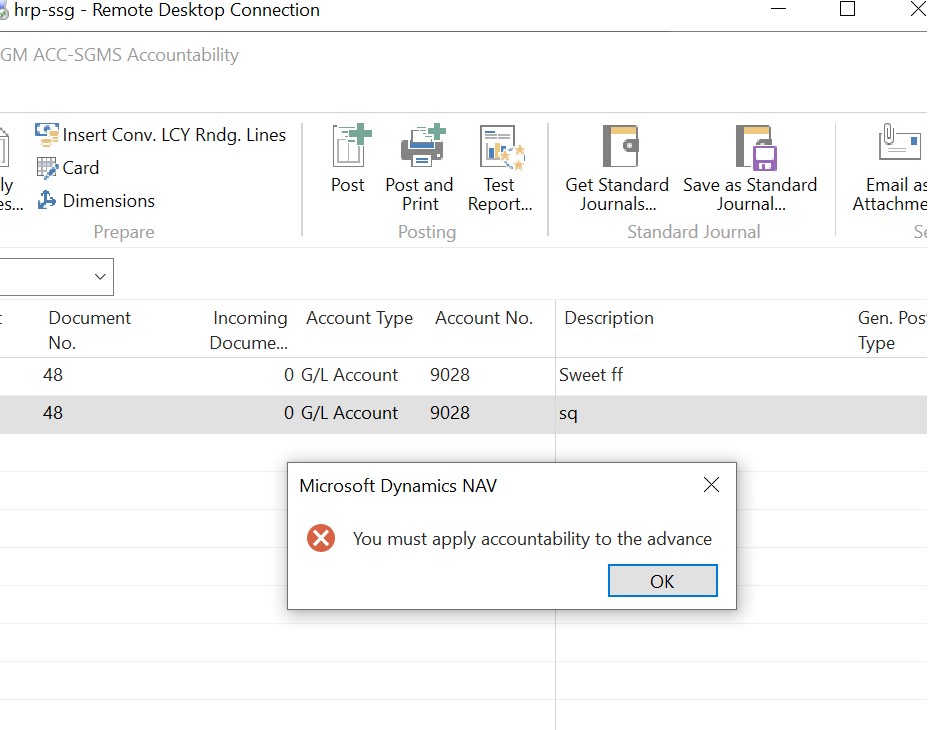 hrp-ssg - Remote Desktop Connection
GM ACC-SGMS Accountability
Insert Conv. LCY Rndg. Lines
Card
Dimensions
ly
es...
Prepare
Post
Post and
Print
Test
Report...
Posting
Get Standard
Journals...
Save as Standard
Journal...
Standard Journal
Email as
Attachme
Se
Document
No.
Incoming
Docume...
Account Type
Account No.
Description
Gen. Pos
Type
48 0 G/L Account 9028 Sweet ff
48 0 G/L Account 9028 sq
Microsoft Dynamics NAV
You must apply accountability to the advance
OK